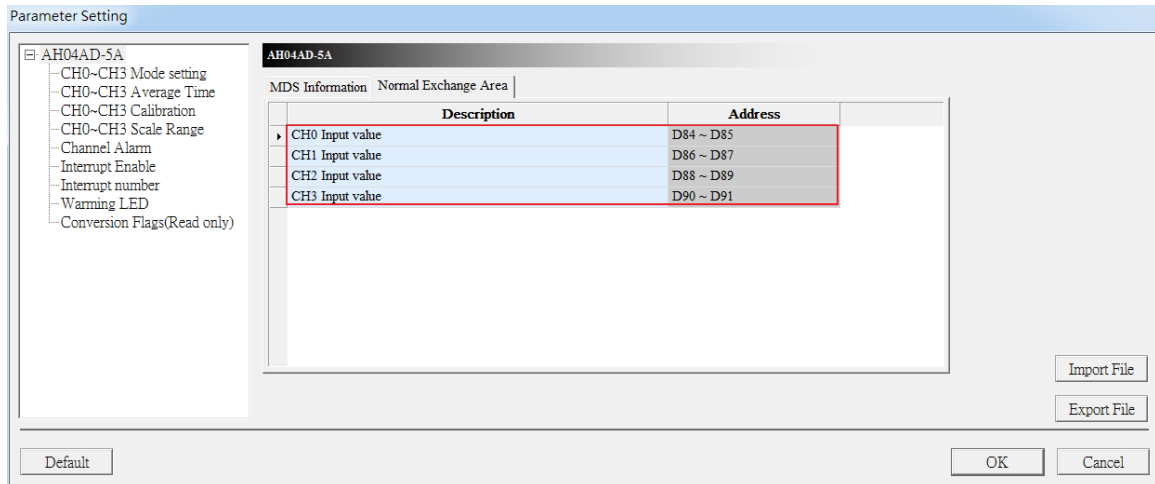 Parameter Setting
AH04AD-5A
CH0~CH3 Mode setting
CH0~CH3 Average Time
CH0~CH3 Calibration
CH0~CH3 Scale Range
Channel Alarm
Interrupt Enable
Interrupt number
Warming LED
Conversion Flags(Read only)
AH04AD-5A
MDS Information Normal Exchange Area
Description Address
CH0 Input value D84 ~ D85
CH1 Input value D86 ~ D87
CH2 Input value D88 ~ D89
CH3 Input value D90 ~ D91
Import File
Export File
Default OK Cancel